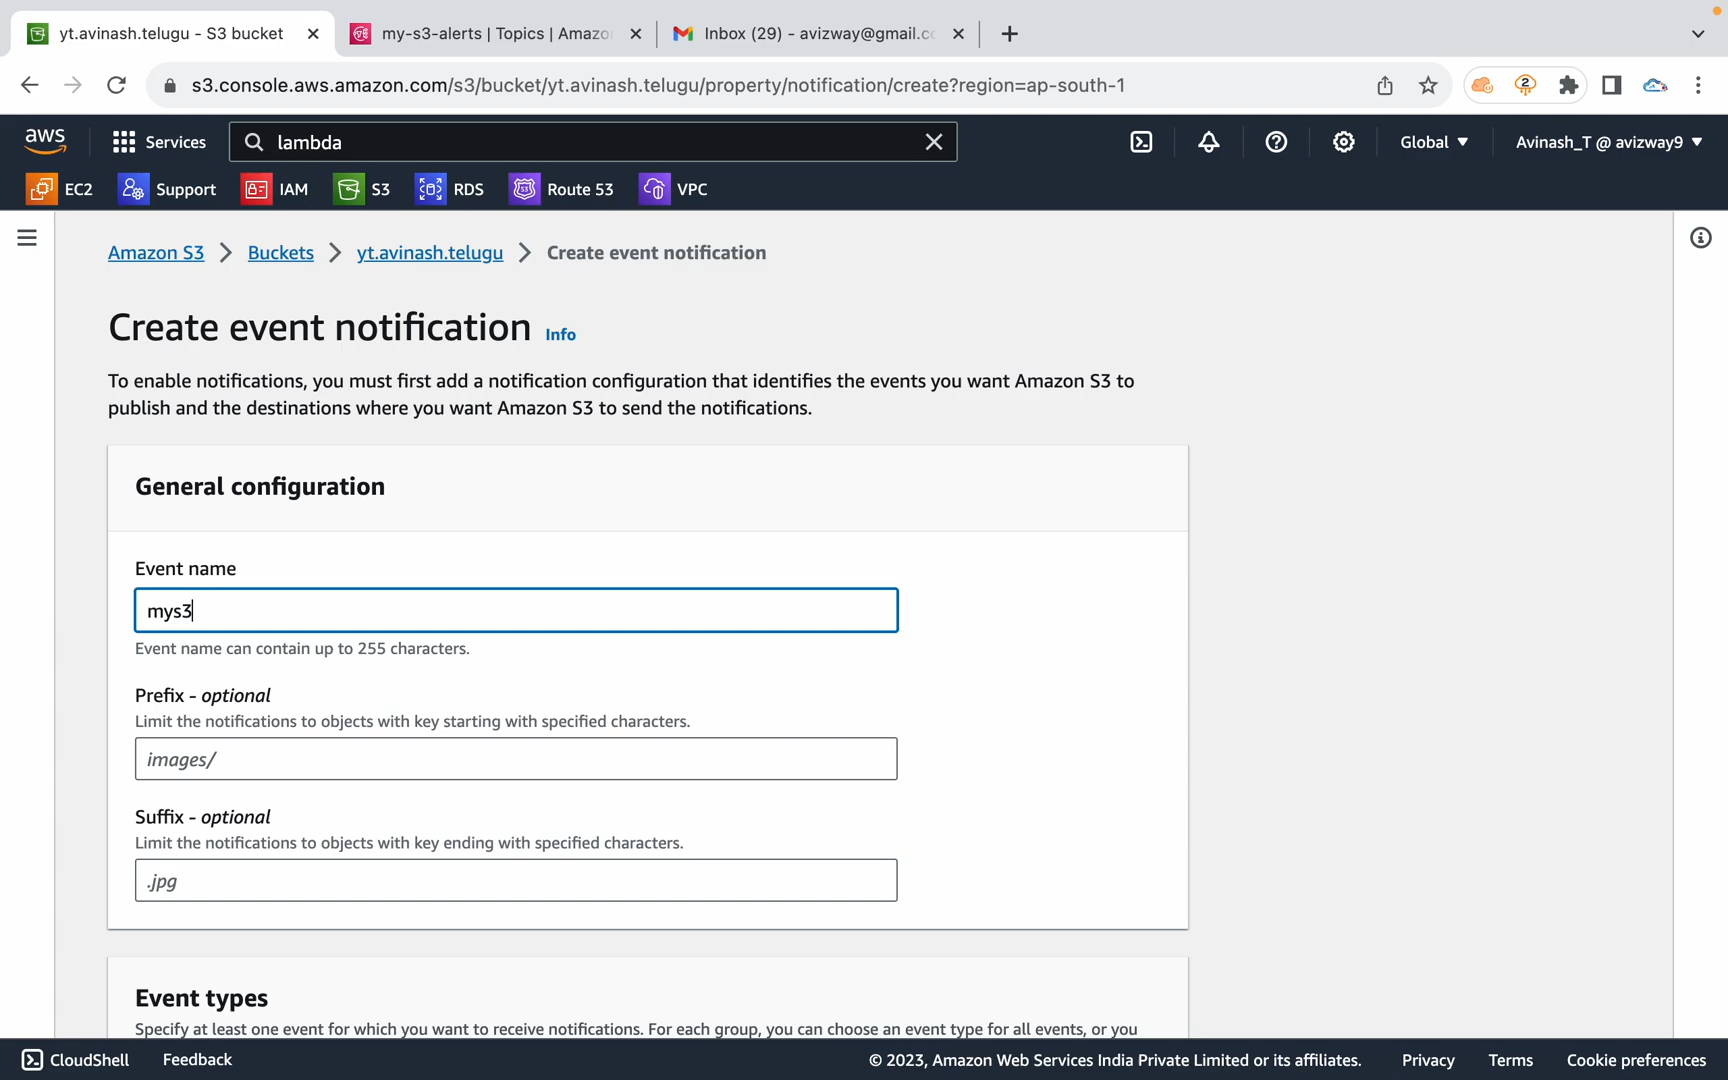 yt.avinash.telugu - S3 bucket
my-s3-alerts | Topics | Amazo
Inbox (29) - avizway@gmail.c
s3.console.aws.amazon.com/s3/bucket/yt.avinash.telugu/property/notification/create?region=ap-south-1
2
aws
Services
lambda
Global
Avinash_T @ avizway9
EC2
Support
IAM
S3
RDS
Route 53
VPC
Amazon S3
Buckets
yt.avinash.telugu
Create event notification
Create event notification
Info
To enable notifications, you must first add a notification configuration that identifies the events you want Amazon S3 to
publish and the destinations where you want Amazon S3 to send the notifications.
General configuration
Event name
mys3
Event name can contain up to 255 characters.
Prefix - optional
Limit the notifications to objects with key starting with specified characters.
images/
Suffix - optional
Limit the notifications to objects with key ending with specified characters.
.jpg
Event types
Specify at least one event for which you want to receive notifications. For each group, you can choose an event type for all events, or you
CloudShell
Feedback
© 2023, Amazon Web Services India Private Limited or its affiliates.
Privacy
Terms
Cookie preferences